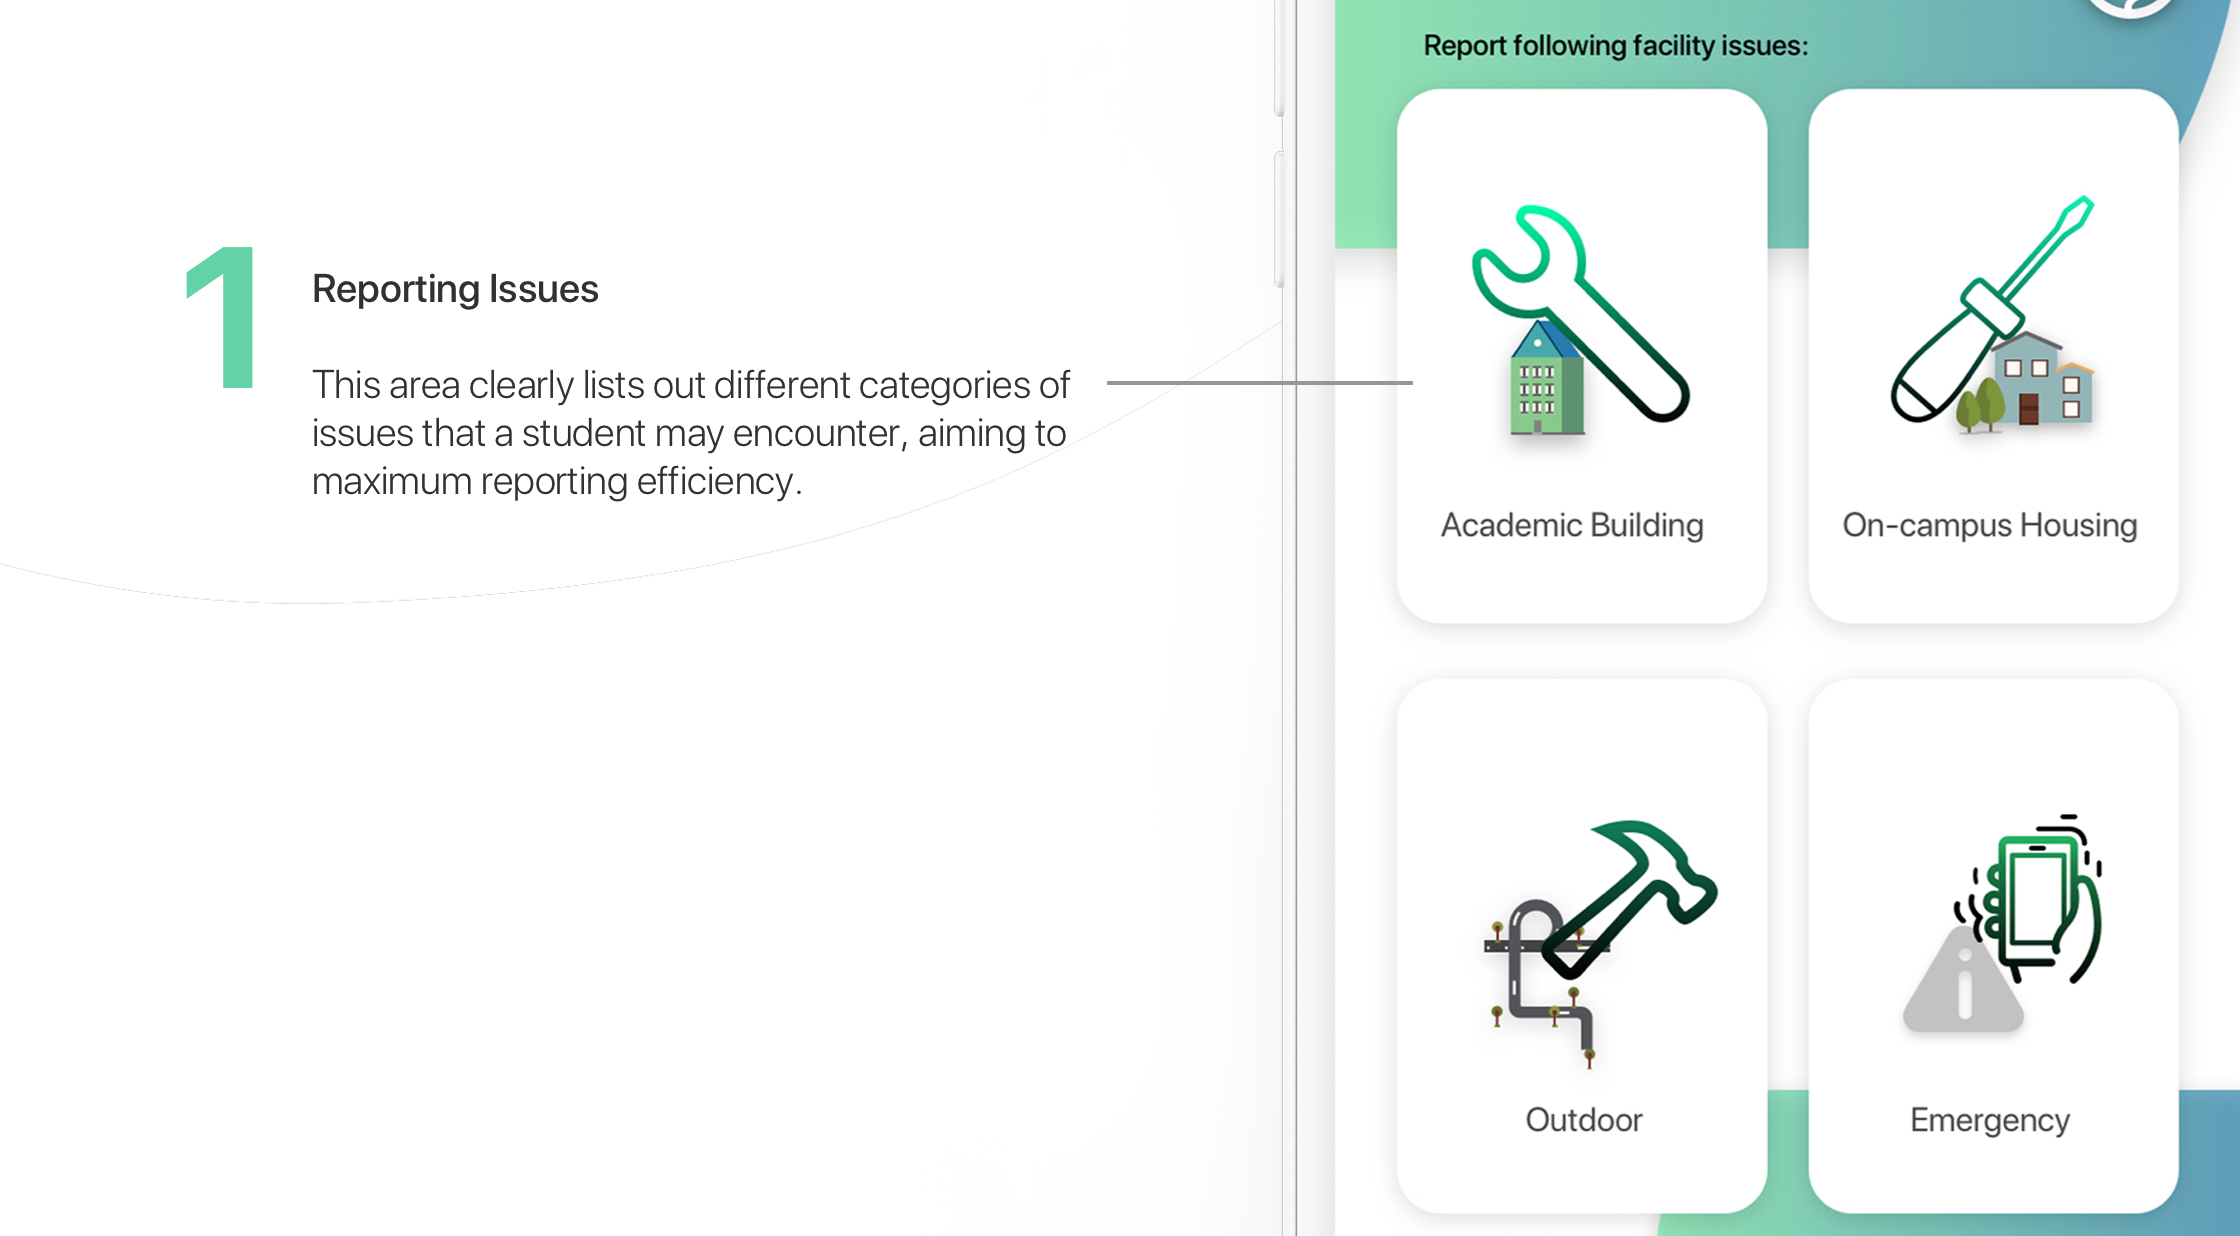 1
Reporting Issues
This area clearly lists out different categories of
issues that a student may encounter, aiming to
maximum reporting efficiency.
Report following facility issues:
Academic Building
On-campus Housing
Outdoor
Emergency